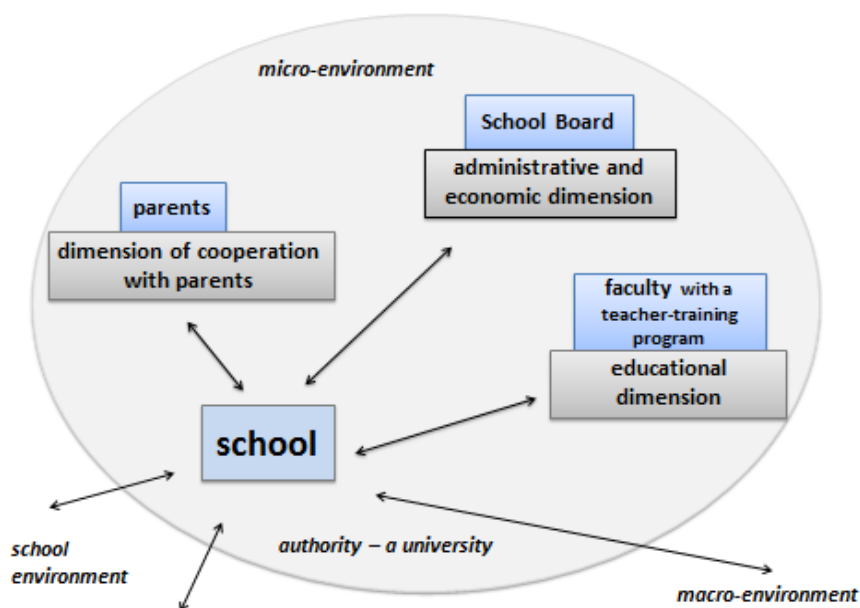 micro-environment
School Board
administrative and
economic dimension
parents
dimension of cooperation
with parents
faculty with a
teacher-training
program
educational
dimension
school
school
environment
authority – a university
macro-environment